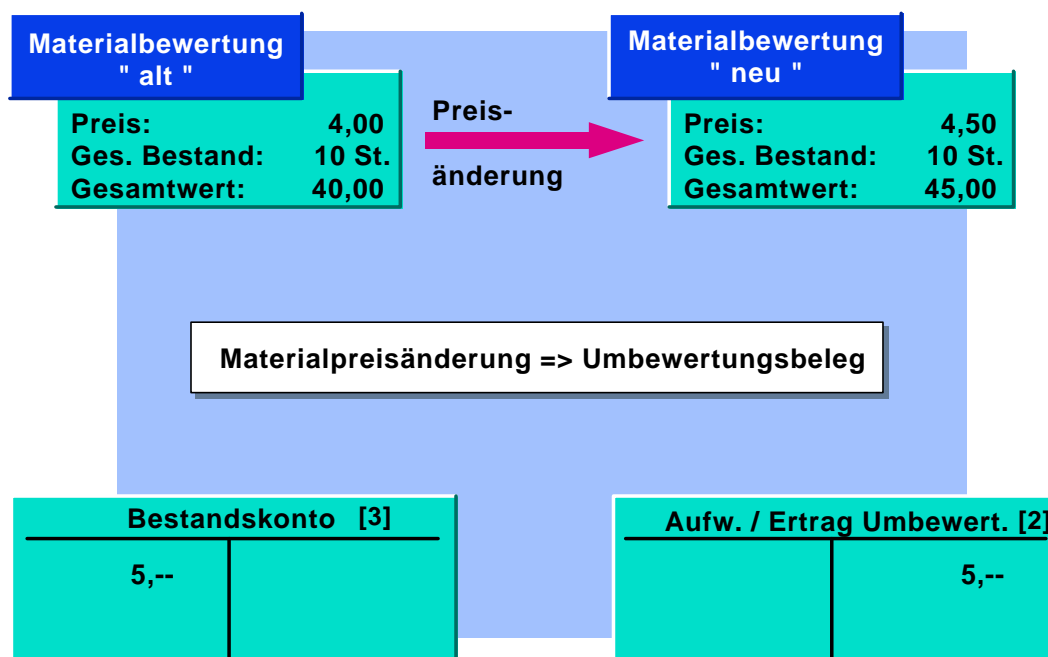 Materialbewertung
" alt "
Preis: 4,00
Ges. Bestand: 10 St.
Gesamtwert: 40,00
Preis-
änderung
Materialbewertung
" neu "
Preis: 4,50
Ges. Bestand: 10 St.
Gesamtwert: 45,00
Materialpreisänderung => Umbewertungsbeleg
Bestandskonto [3]
5,--
Aufw. / Ertrag Umbewert. [2]
5,--